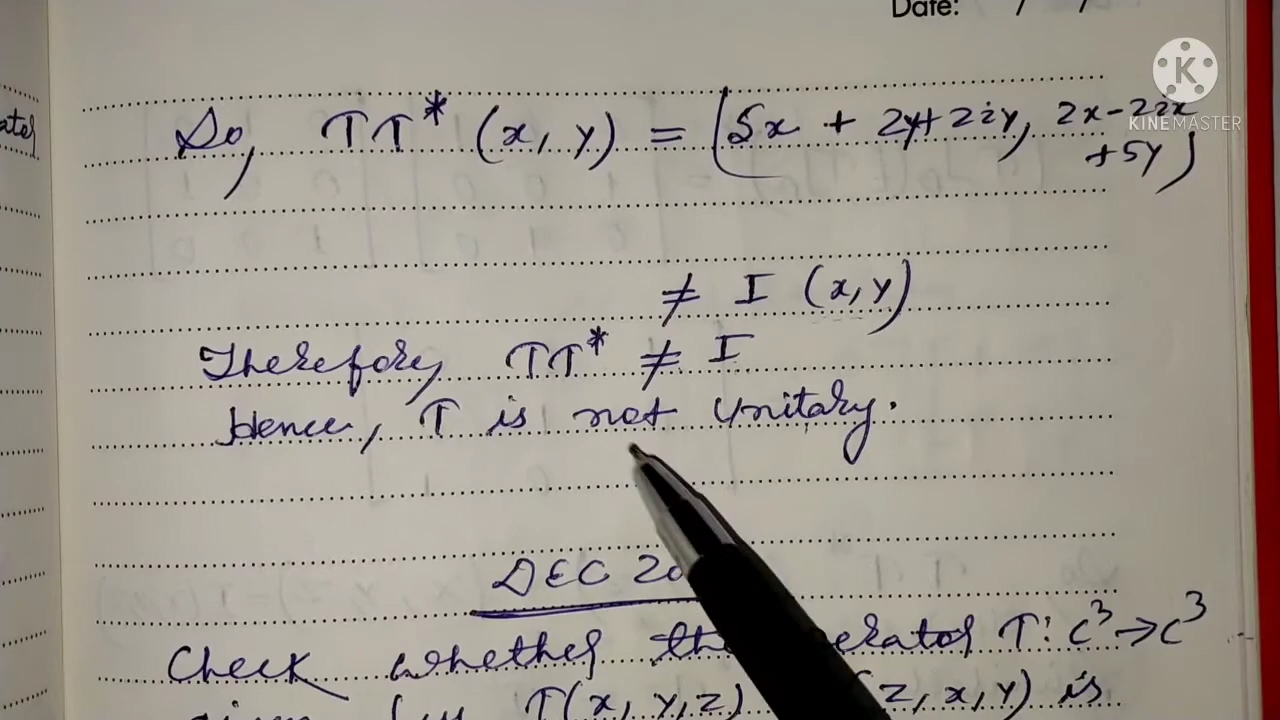 Date: / /
So, TT* (x, y) = (5x + 2y+2iy, 2x-2ix
+5y)
KINEMASTER
≠ I (x,y)
Therefore, TT* ≠ I
Hence, T is not unitary.
DEC 20
Check whether the T: C³→C³
T(x, y, z) (z, x, y) is